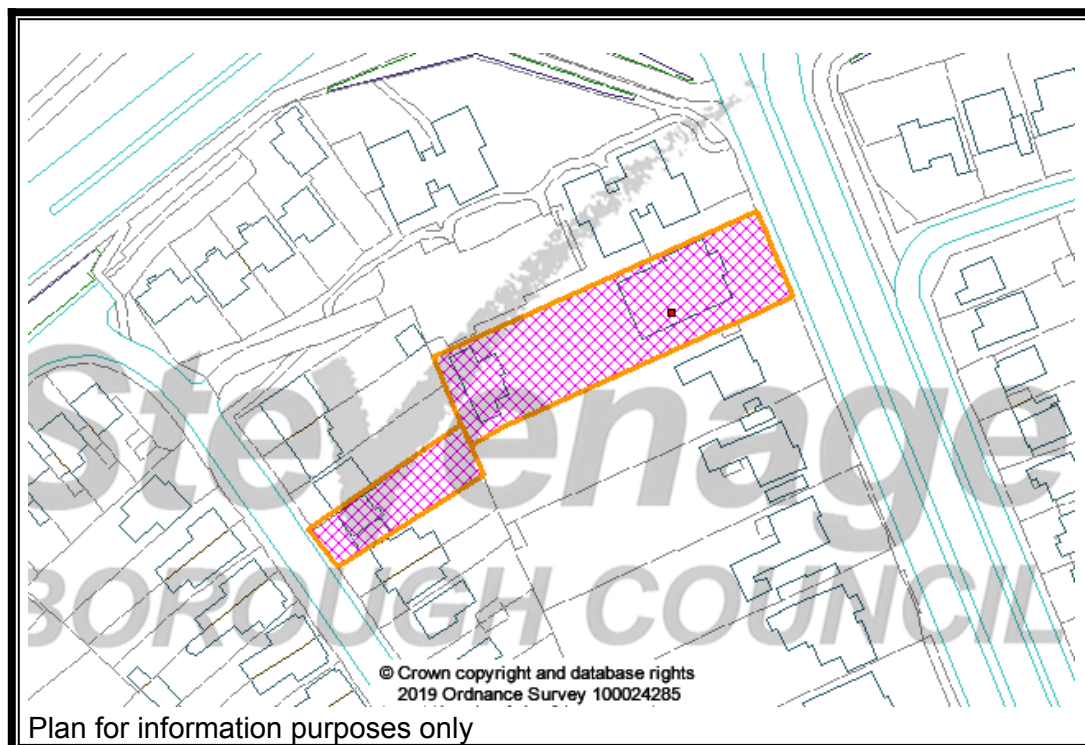 Stevenage
BOROUGH COUNCIL
© Crown copyright and database rights
2019 Ordnance Survey 100024285
Plan for information purposes only